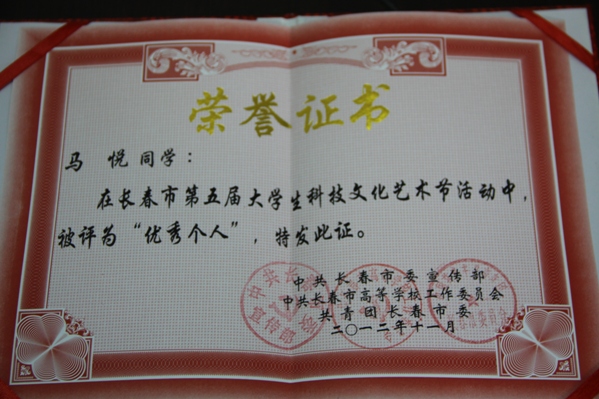 荣誉证书
马 悦同学：
在长春市第五届大学生科技文化艺术节活动中，
被评为“优秀个人”，特发此证。
中共长春市委宣传部
中共长春市高等学校工作委员会
共青团长春市委
二〇一二年十一月